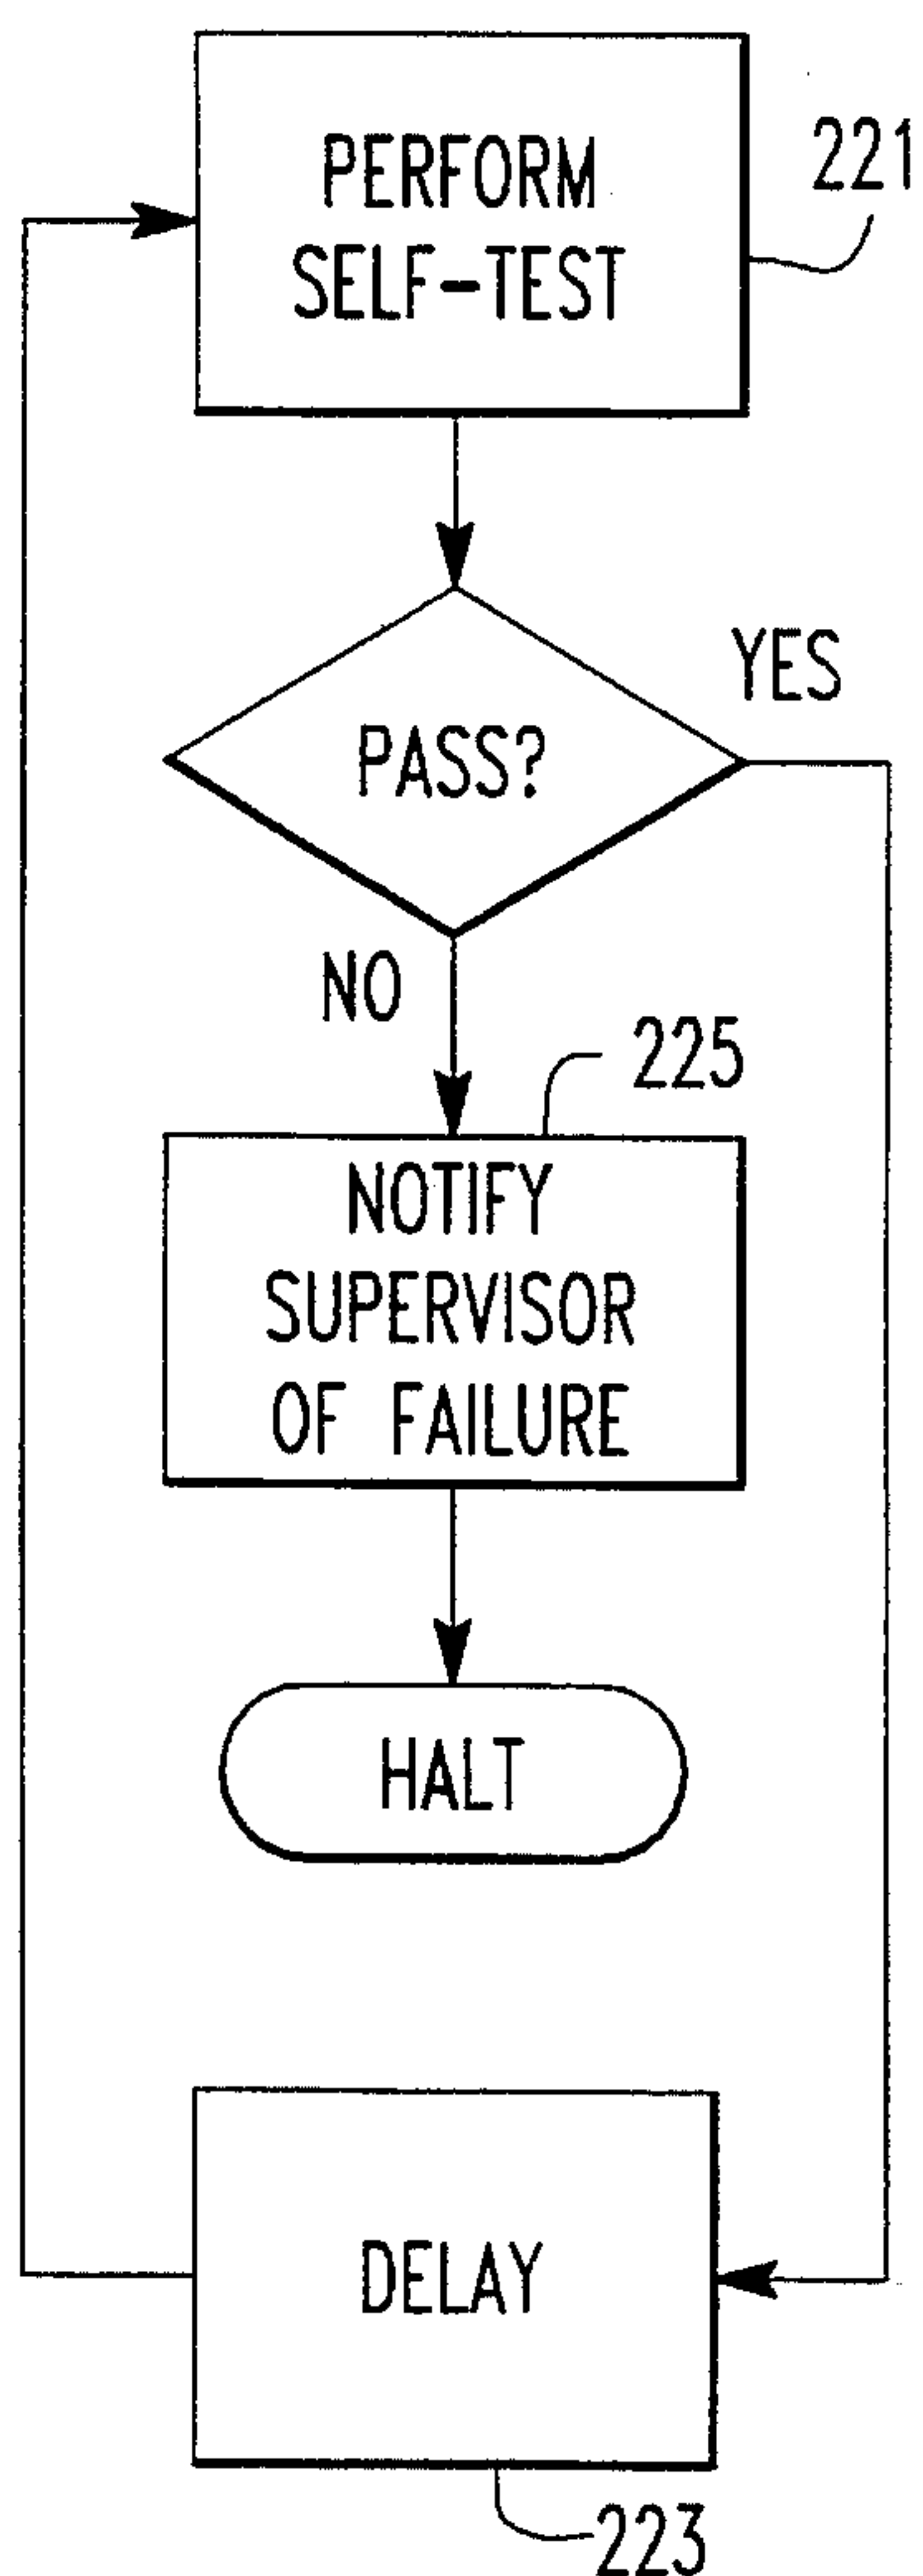 PERFORM
SELF-TEST
221
PASS?
YES
NO
225
NOTIFY
SUPERVISOR
OF FAILURE
HALT
DELAY
223